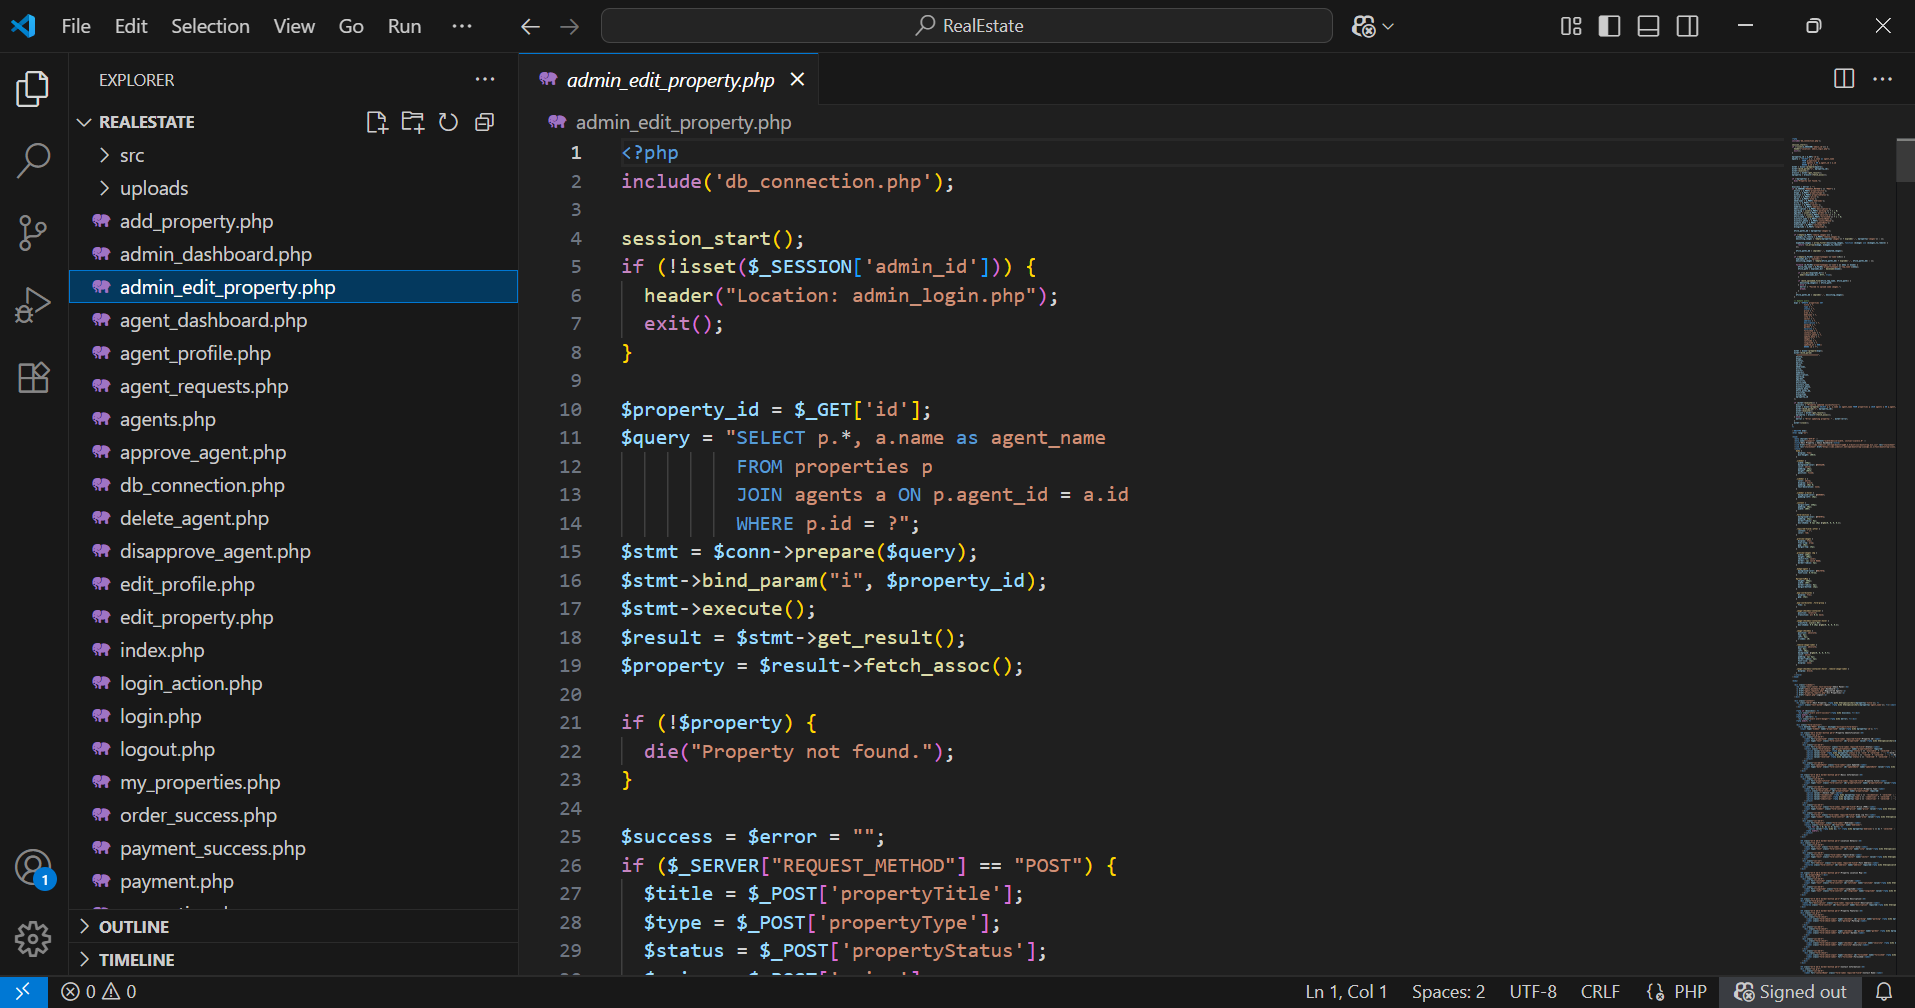 File Edit Selection View Go Run ···
RealEstate
EXPLORER
REALESTATE
src
uploads
add_property.php
admin_dashboard.php
admin_edit_property.php
agent_dashboard.php
agent_profile.php
agent_requests.php
agents.php
approve_agent.php
db_connection.php
delete_agent.php
disapprove_agent.php
edit_profile.php
edit_property.php
index.php
login_action.php
login.php
logout.php
my_properties.php
order_success.php
payment_success.php
payment.php
OUTLINE
TIMELINE
1
admin_edit_property.php
admin_edit_property.php
1 <?php
2 include('db_connection.php');
3
4 session_start();
5 if (!isset($_SESSION['admin_id'])) {
6 header("Location: admin_login.php");
7 exit();
8 }
9
10 $property_id = $_GET['id'];
11 $query = "SELECT p.*, a.name as agent_name
12 FROM properties p
13 JOIN agents a ON p.agent_id = a.id
14 WHERE p.id = ?";
15 $stmt = $conn->prepare($query);
16 $stmt->bind_param("i", $property_id);
17 $stmt->execute();
18 $result = $stmt->get_result();
19 $property = $result->fetch_assoc();
20
21 if (!$property) {
22 die("Property not found.");
23 }
24
25 $success = $error = "";
26 if ($_SERVER["REQUEST_METHOD"] == "POST") {
27 $title = $_POST['propertyTitle'];
28 $type = $_POST['propertyType'];
29 $status = $_POST['propertyStatus'];
0 0
Ln 1, Col 1 Spaces: 2 UTF-8 CRLF {} PHP Signed out